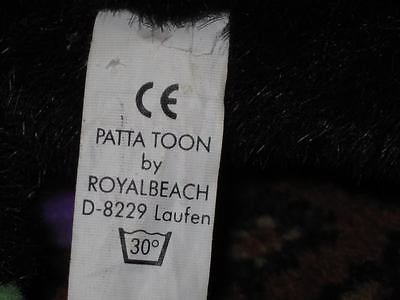 CE
PATTA TOON
by
ROYALBEACH
D-8229 Laufen
30°